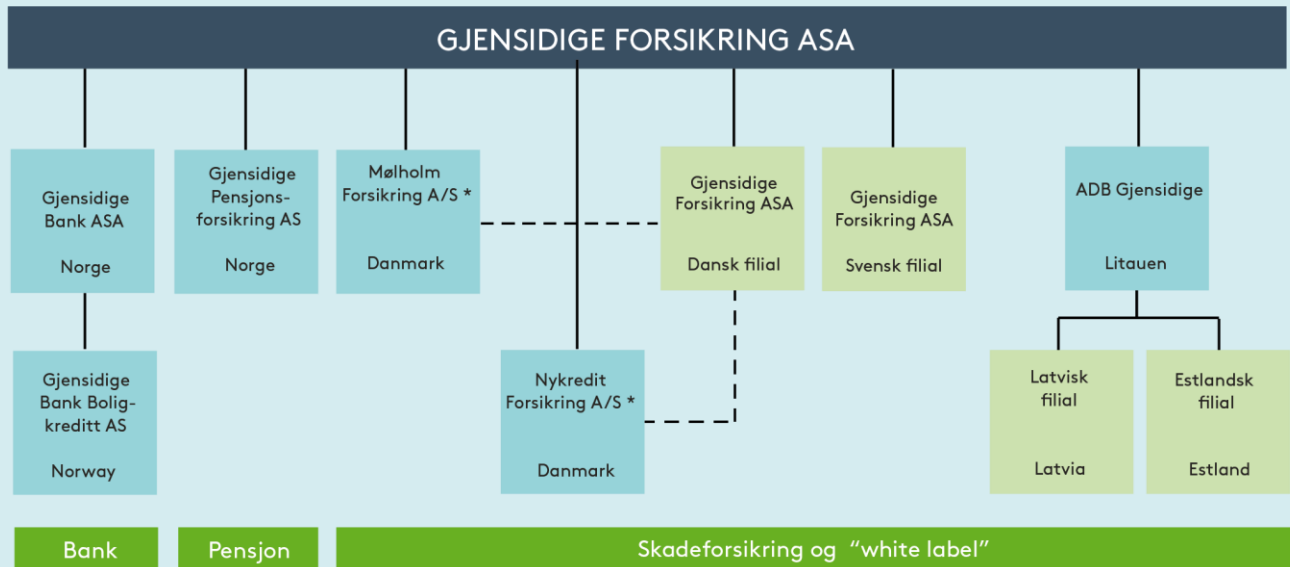 GJENSIDIGE FORSIKRING ASA
Gjensidige
Bank ASA
Norge
Gjensidige
Pensjons-
forsikring AS
Norge
Mølholm
Forsikring A/S *
Danmark
Gjensidige
Forsikring ASA
Dansk filial
Gjensidige
Forsikring ASA
Svensk filial
ADB Gjensidige
Litauen
Gjensidige
Bank Bolig-
kreditt AS
Norway
Nykredit
Forsikring A/S *
Danmark
Latvisk
filial
Latvia
Estlandsk
filial
Estland
Bank
Pensjon
Skadeforsikring og “white label”